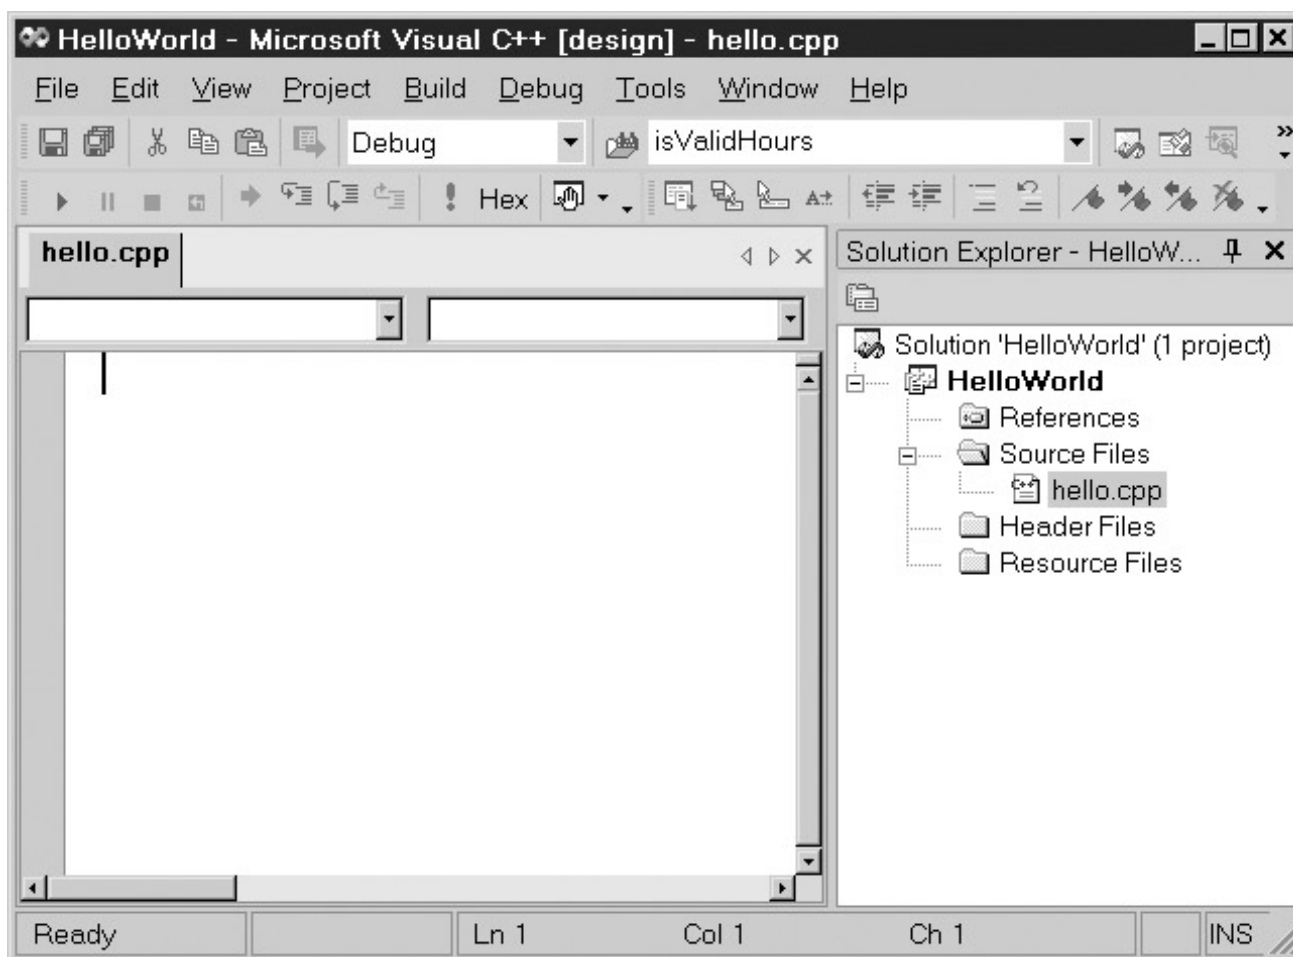 HelloWorld - Microsoft Visual C++ [design] - hello.cpp
File Edit View Project Build Debug Tools Window Help
Debug isValidHours
Hex
hello.cpp
Solution Explorer - HelloW...
Solution 'HelloWorld' (1 project)
HelloWorld
References
Source Files
hello.cpp
Header Files
Resource Files
Ready Ln 1 Col 1 Ch 1 INS